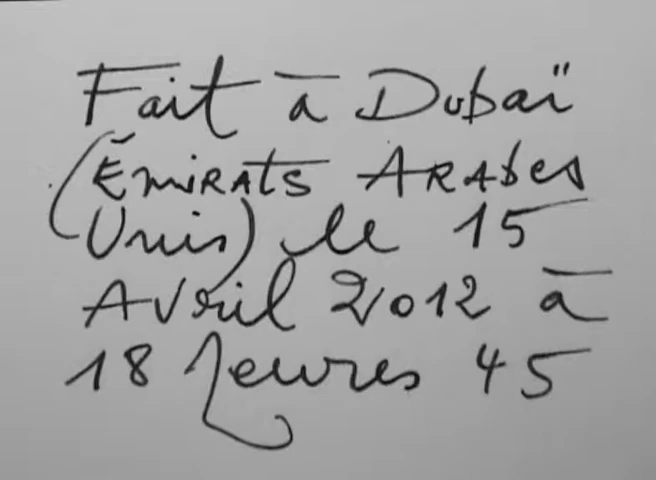 Fait à Dubaï
(Émirats Arabes
Unis) le 15
Avril 2012 à
18 heures 45